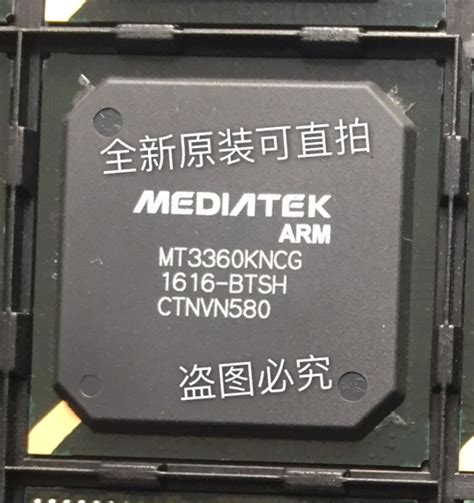 全新原装可直拍
MEDIATEK
ARM
MT3360KNCG
1616-BTSH
CTNVN580
盗图必究